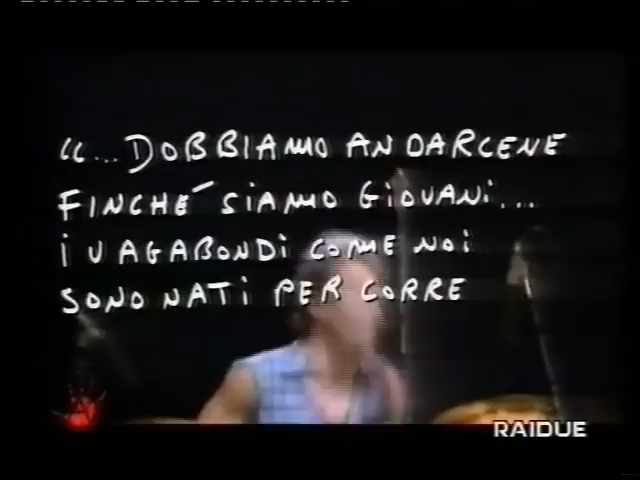 “...DOBBIAMO ANDARCENE
FINCHÉ SIAMO GIOVANI...
i VAGABONDi COME NOi
SONO NATi PER CORRE
RAIDUE